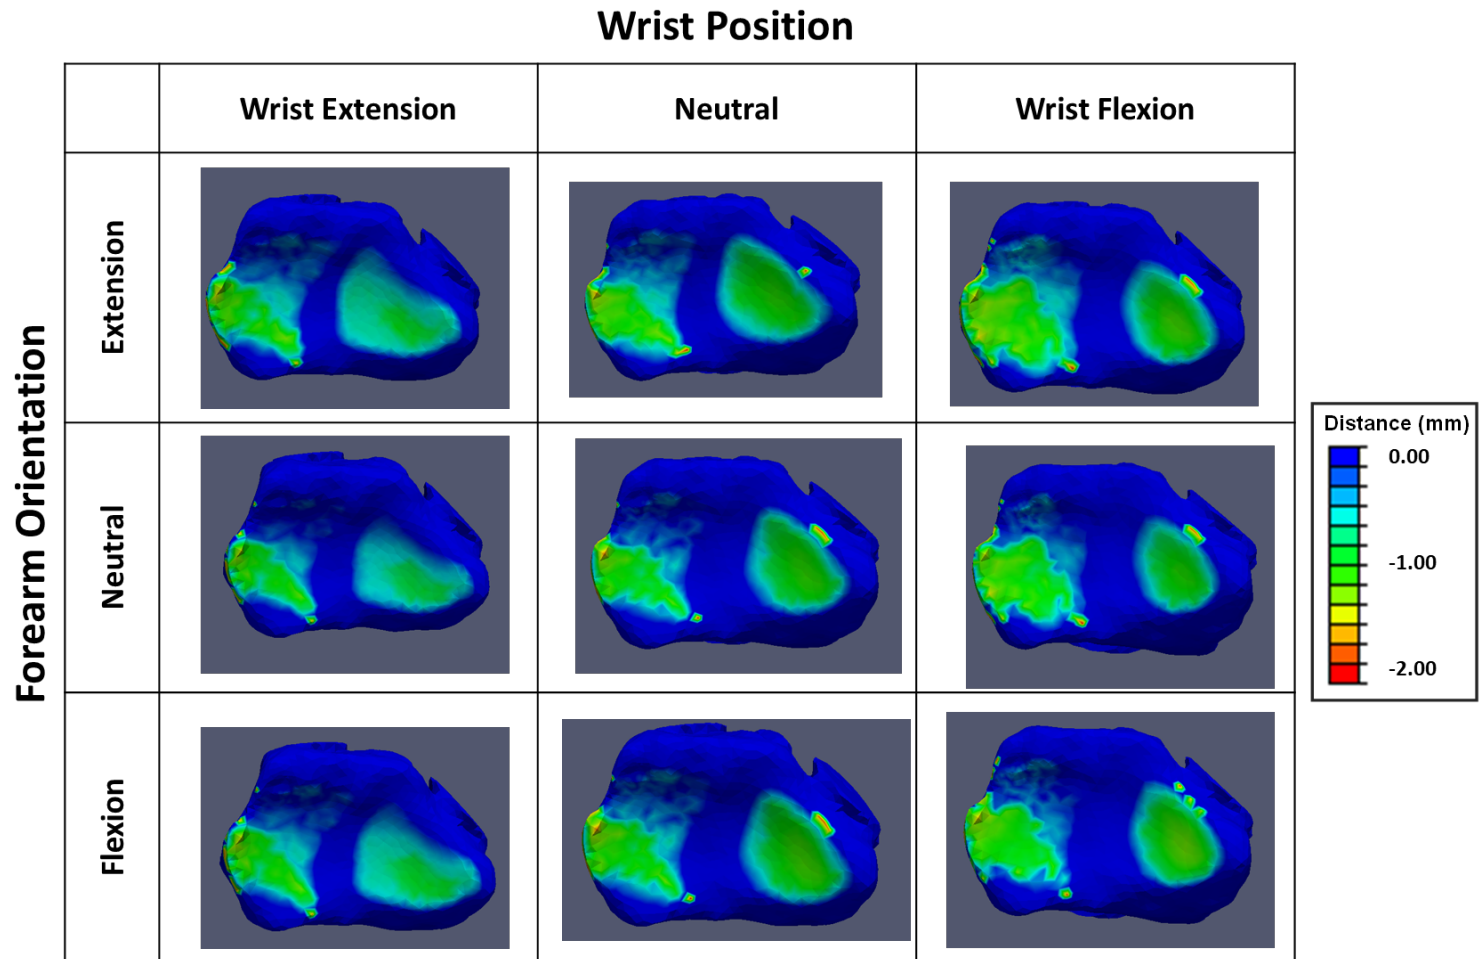 Wrist Position
Wrist Extension
Neutral
Wrist Flexion
Forearm Orientation
Extension
Neutral
Flexion
Distance (mm)
0.00
-1.00
-2.00